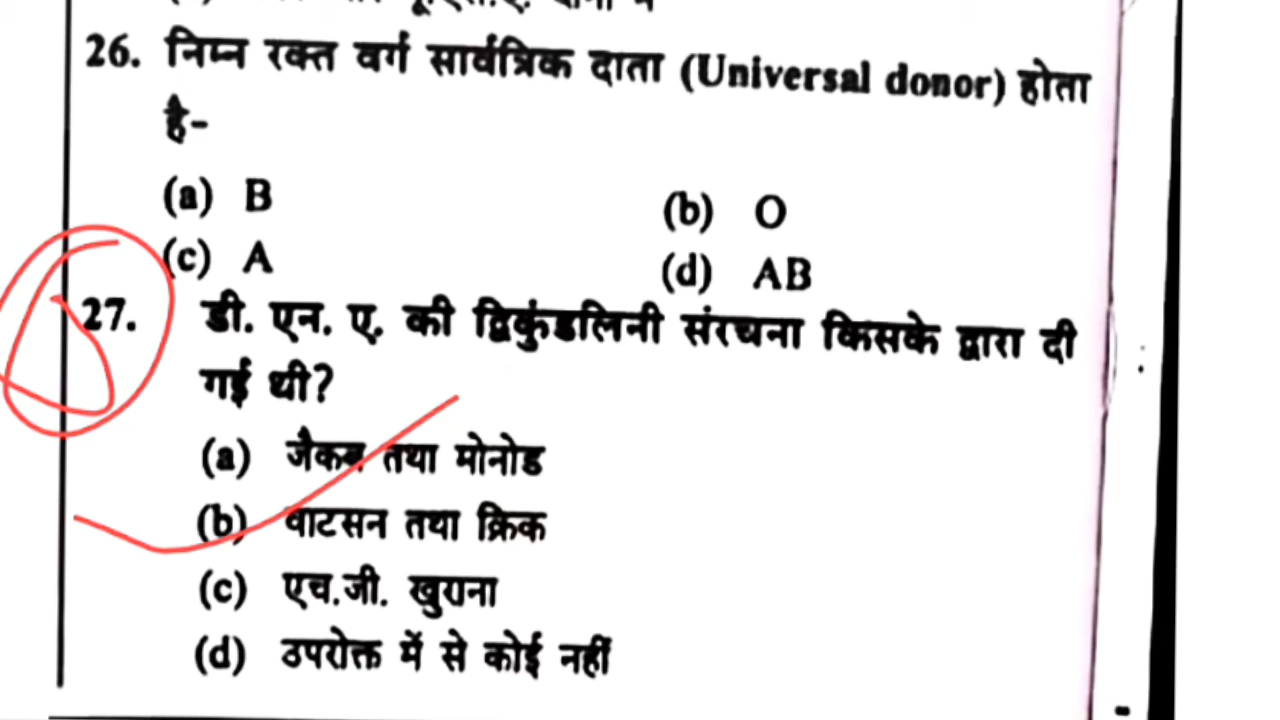 26. निम्न रक्त वर्ग सार्वत्रिक दाता (Universal donor) होता
है-
(a) B (b) O
(c) A (d) AB
27. डी. एन. ए. की द्विकुंडलिनी संरचना किसके द्वारा दी
गई थी?
(a) जैकब तथा मोनोड
(b) वाटसन तथा क्रिक
(c) एच.जी. खुराना
(d) उपरोक्त में से कोई नहीं